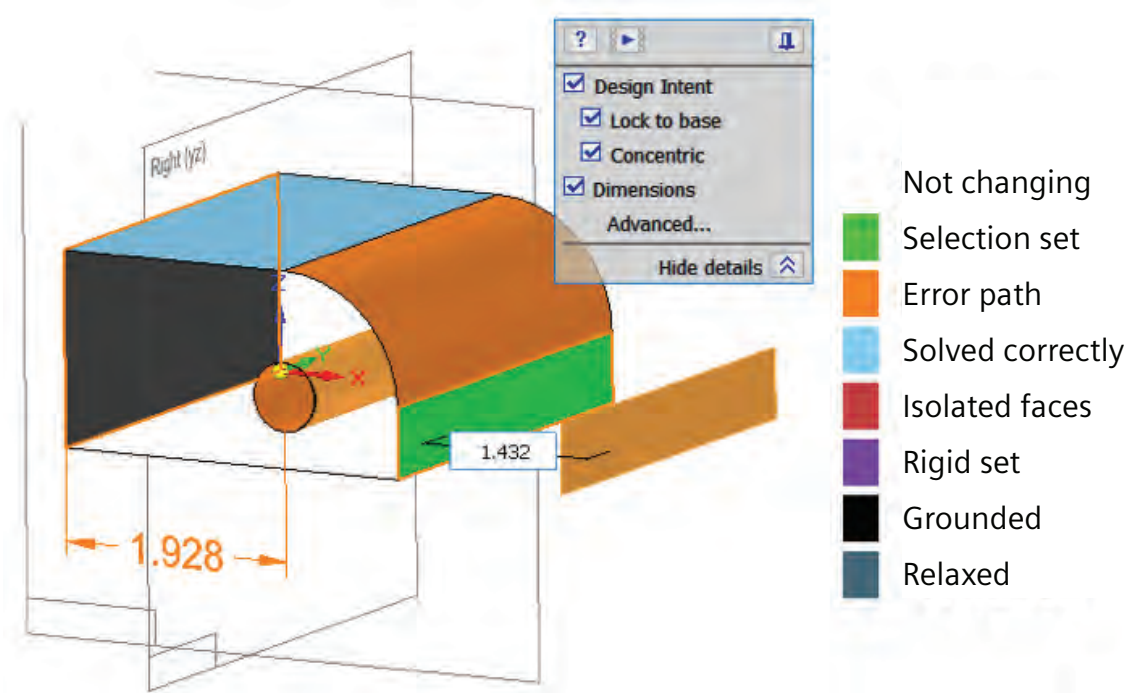 ?
Design Intent
Lock to base
Concentric
Dimensions
Advanced...
Hide details
Right (yz)
Z
Y
X
1.432
1.928
Not changing
Selection set
Error path
Solved correctly
Isolated faces
Rigid set
Grounded
Relaxed